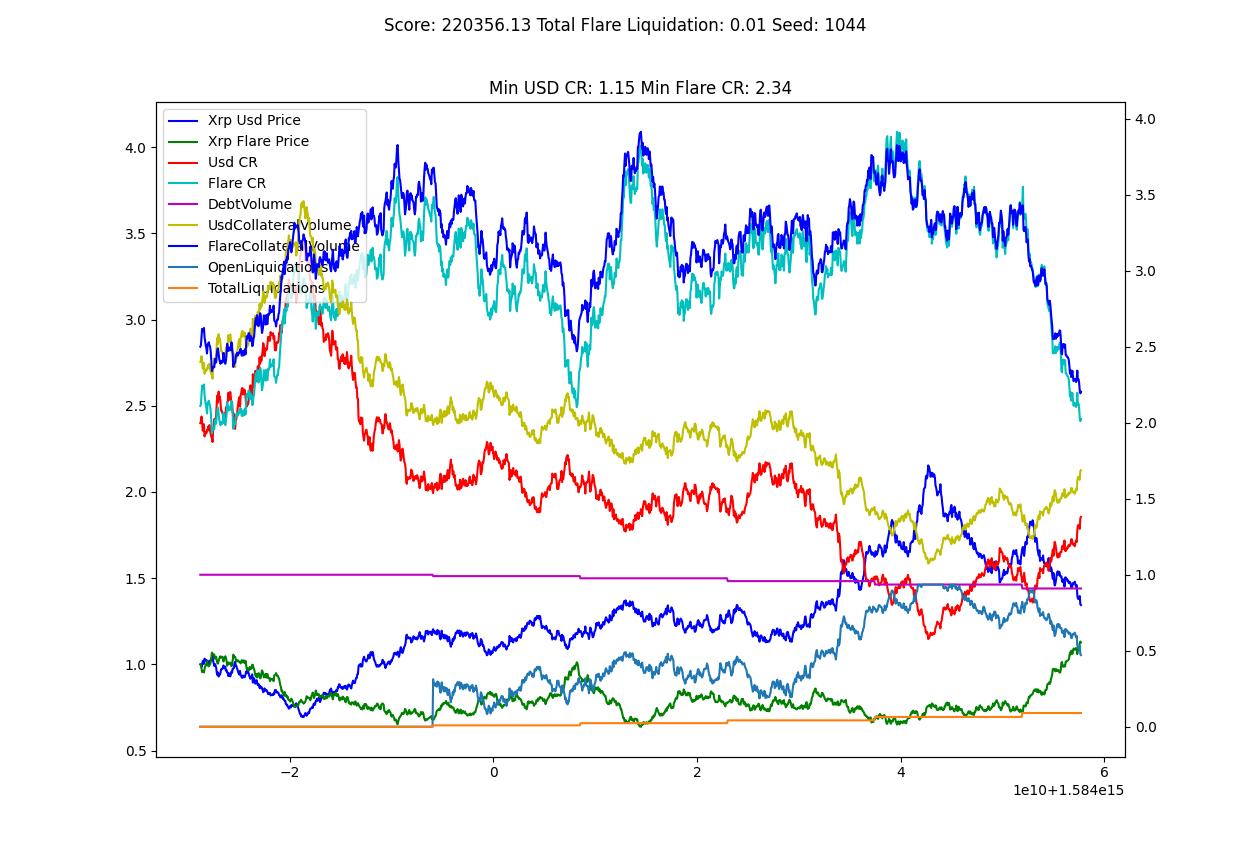 Score: 220356.13 Total Flare Liquidation: 0.01 Seed: 1044
Min USD CR: 1.15 Min Flare CR: 2.34
Xrp Usd Price
Xrp Flare Price
Usd CR
Flare CR
DebtVolume
UsdCollateralVolume
FlareCollateralVolume
OpenLiquidations
TotalLiquidations
4.0
3.5
3.0
2.5
2.0
1.5
1.0
0.5
4.0
3.5
3.0
2.5
2.0
1.5
1.0
0.5
0.0
−2 0 2 4 6
1e10+1.584e15